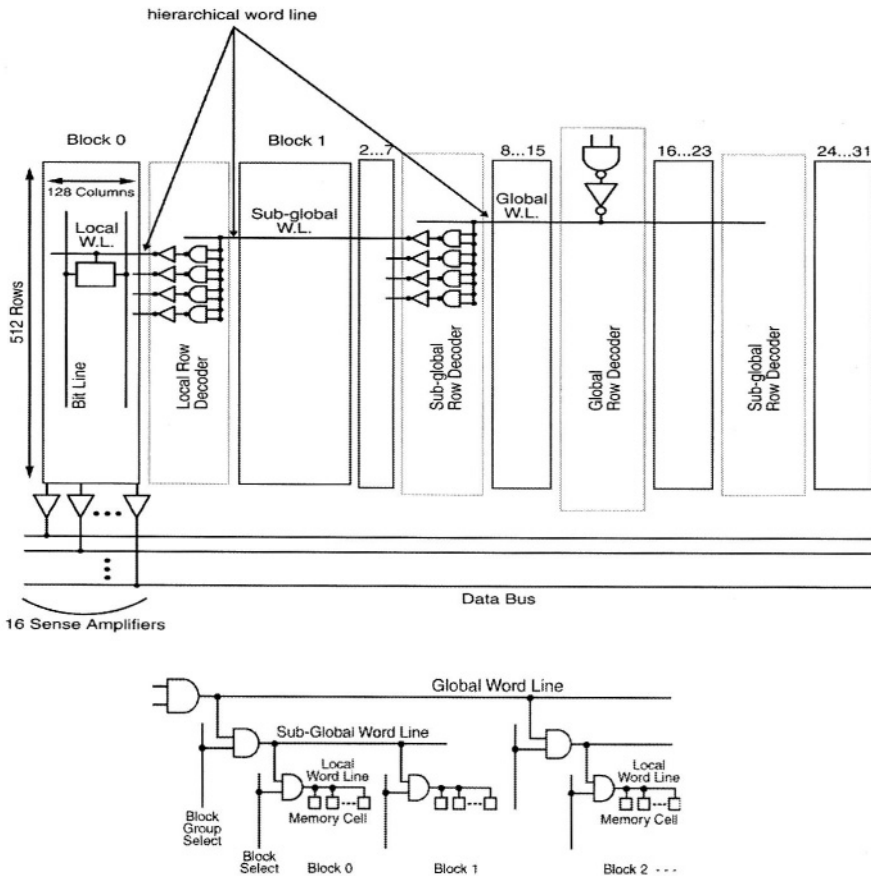 hierarchical word line
Block 0
Block 1
2...7
8...15
16...23
24...31
128 Columns
Local
W.L.
Sub-global
W.L.
Global
W.L.
512 Rows
Bit Line
Local Row
Decoder
Sub-global
Row Decoder
Global
Row Decoder
Sub-global
Row Decoder
Data Bus
16 Sense Amplifiers
Global Word Line
Sub-Global Word Line
Local
Word Line
Memory Cell
Local
Word Line
Memory Cell
Block
Group
Select
Block
Select
Block 0
Block 1
Block 2 - - -